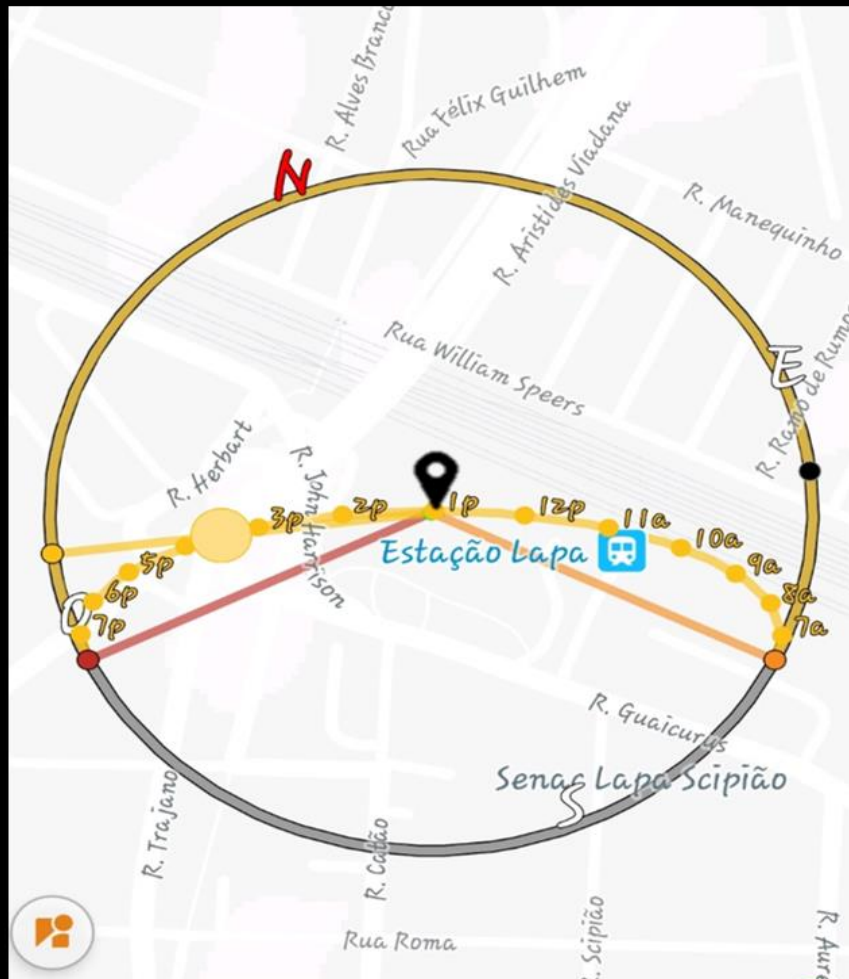 R. Alves Branco
Rua Félix Guilhem
R. Aristides Viadana
N
R. Manequinho
Rua William Speers
E
R. Ramo de Rumos
R. Herbart
R. John Harrison
3p
2p
1p
12p
11a
10a
9a
8a
7a
5p
6p
7p
O
Estação Lapa
R. Guaicurus
Senac Lapa Scipião
S
R. Trajano
R. Catão
Rua Roma
R. Scipião
R. Aure